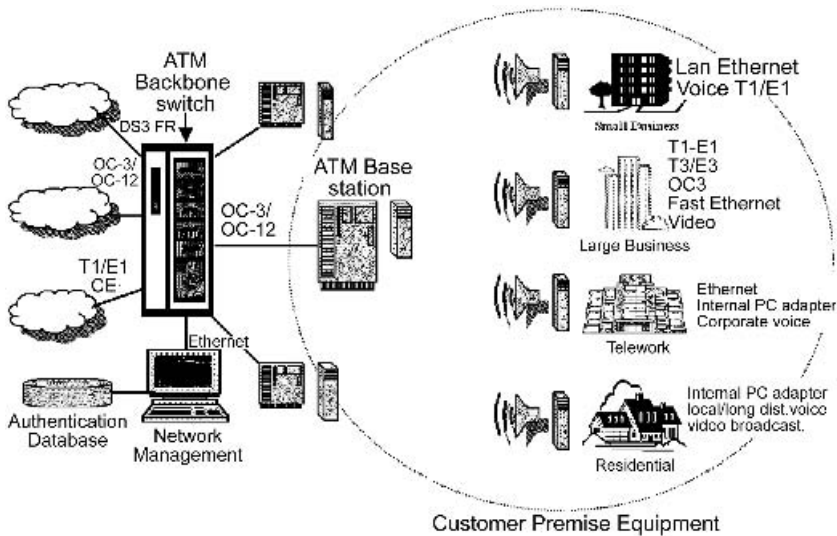 ATM
Backbone
switch
DS3 FR
OC-3/
OC-12
OC-3/
OC-12
T1/E1
CE
Ethernet
Authentication
Database
Network
Management
ATM Base
station
Lan Ethernet
Voice T1/E1
Small Business
T1-E1
T3/E3
OC3
Fast Ethernet
Video
Large Business
Ethernet
Internal PC adapter
Corporate voice
Telework
Internal PC adapter
local/long dist.voice
video broadcast.
Residential
Customer Premise Equipment